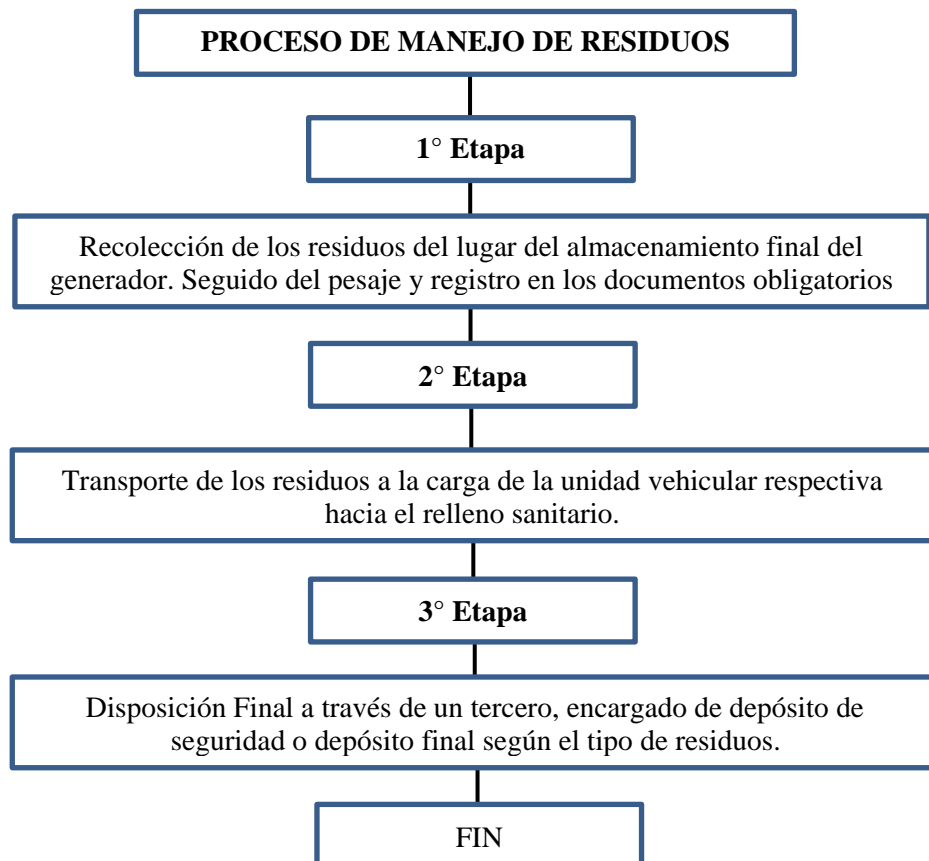 PROCESO DE MANEJO DE RESIDUOS
1° Etapa
Recolección de los residuos del lugar del almacenamiento final del
generador. Seguido del pesaje y registro en los documentos obligatorios
2° Etapa
Transporte de los residuos a la carga de la unidad vehicular respectiva
hacia el relleno sanitario.
3° Etapa
Disposición Final a través de un tercero, encargado de depósito de
seguridad o depósito final según el tipo de residuos.
FIN